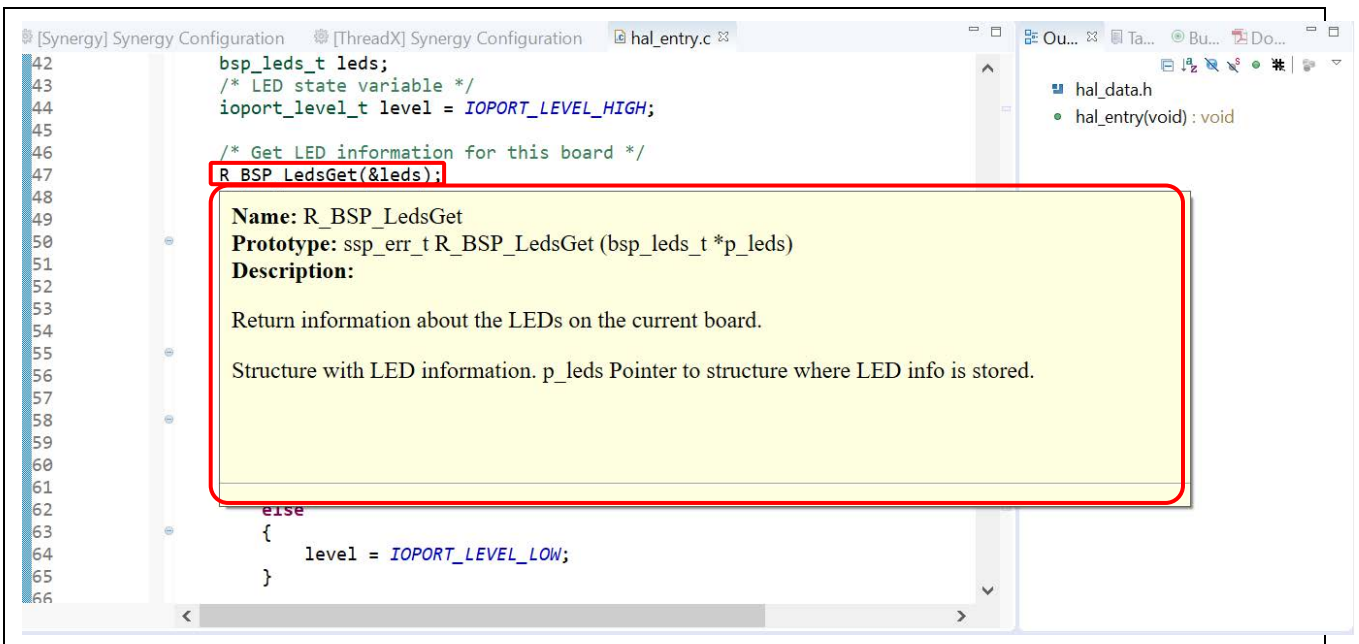 [Synergy] Synergy Configuration [ThreadX] Synergy Configuration hal_entry.c
Ou... Ta... Bu... Do...
hal_data.h
hal_entry(void) : void
42 bsp_leds_t leds;
43 /* LED state variable */
44 ioport_level_t level = IOPORT_LEVEL_HIGH;
45
46 /* Get LED information for this board */
47 R_BSP_LedsGet(&leds);
48
49
50
51
52
53
54
55
56
57
58
59
60
61
Name: R_BSP_LedsGet
Prototype: ssp_err_t R_BSP_LedsGet (bsp_leds_t *p_leds)
Description:
Return information about the LEDs on the current board.
Structure with LED information. p_leds Pointer to structure where LED info is stored.
62 else
63 {
64 level = IOPORT_LEVEL_LOW;
65 }
66